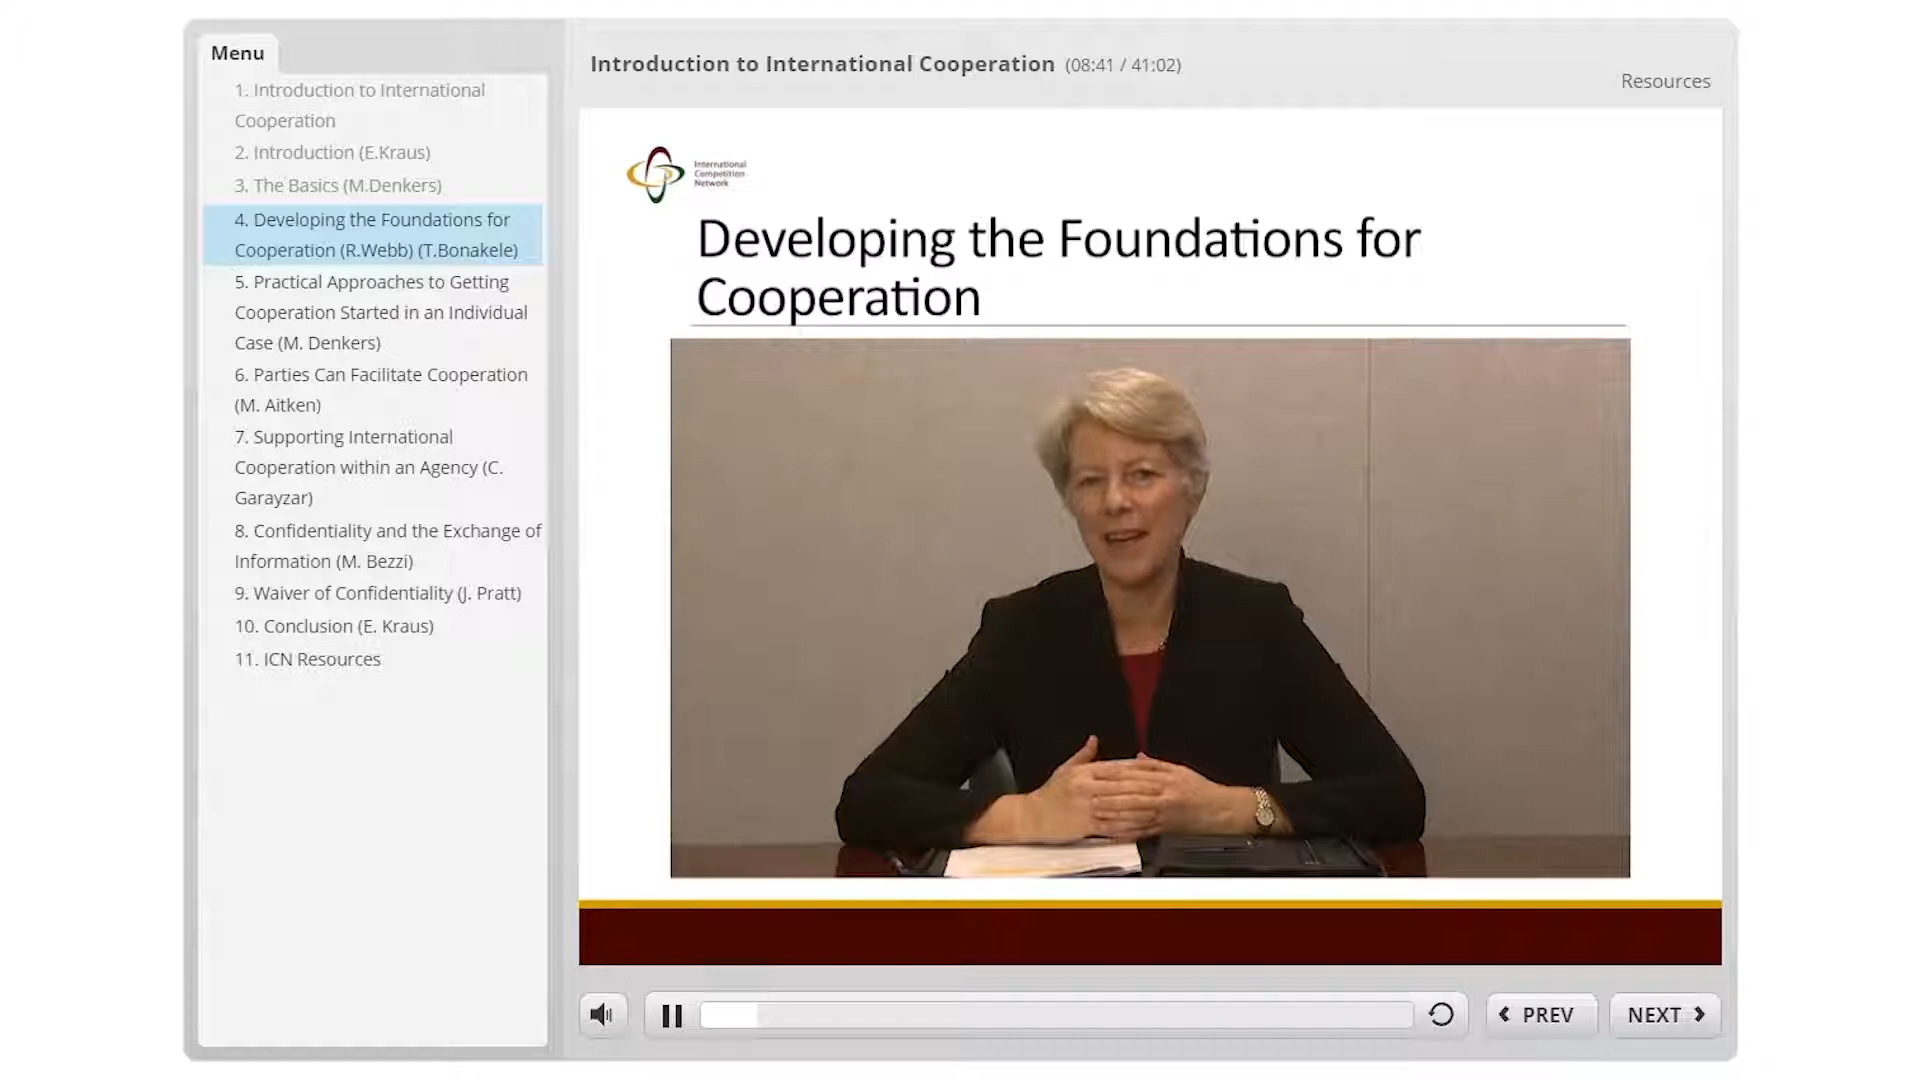 Menu
1. Introduction to International
Cooperation
2. Introduction (E.Kraus)
3. The Basics (M.Denkers)
4. Developing the Foundations for
Cooperation (R.Webb) (T.Bonakele)
5. Practical Approaches to Getting
Cooperation Started in an Individual
Case (M. Denkers)
6. Parties Can Facilitate Cooperation
(M. Aitken)
7. Supporting International
Cooperation within an Agency (C.
Garayzar)
8. Confidentiality and the Exchange of
Information (M. Bezzi)
9. Waiver of Confidentiality (J. Pratt)
10. Conclusion (E. Kraus)
11. ICN Resources
Introduction to International Cooperation (08:41 / 41:02)
Resources
International
Competition
Network
Developing the Foundations for
Cooperation
PREV
NEXT